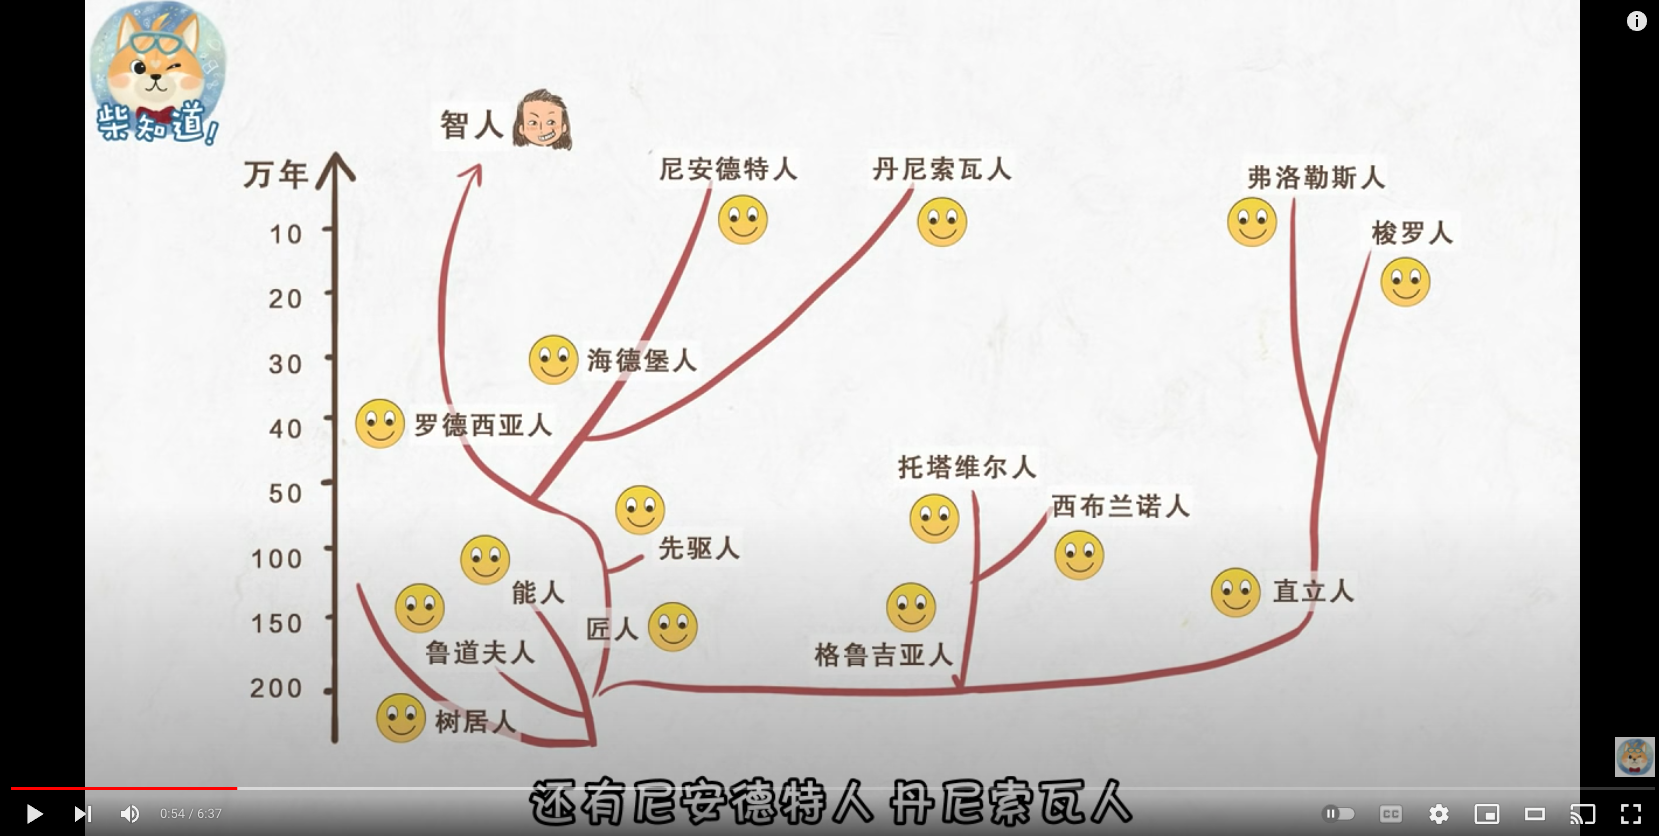 柴知道!
智人
万年
尼安德特人
丹尼索瓦人
弗洛勒斯人
梭罗人
10
20
30
海德堡人
40
罗德西亚人
托塔维尔人
50
西布兰诺人
100
先驱人
能人
直立人
150
匠人
鲁道夫人
格鲁吉亚人
200
树居人
还有尼安德特人 丹尼索瓦人
0:54 / 6:37
CC